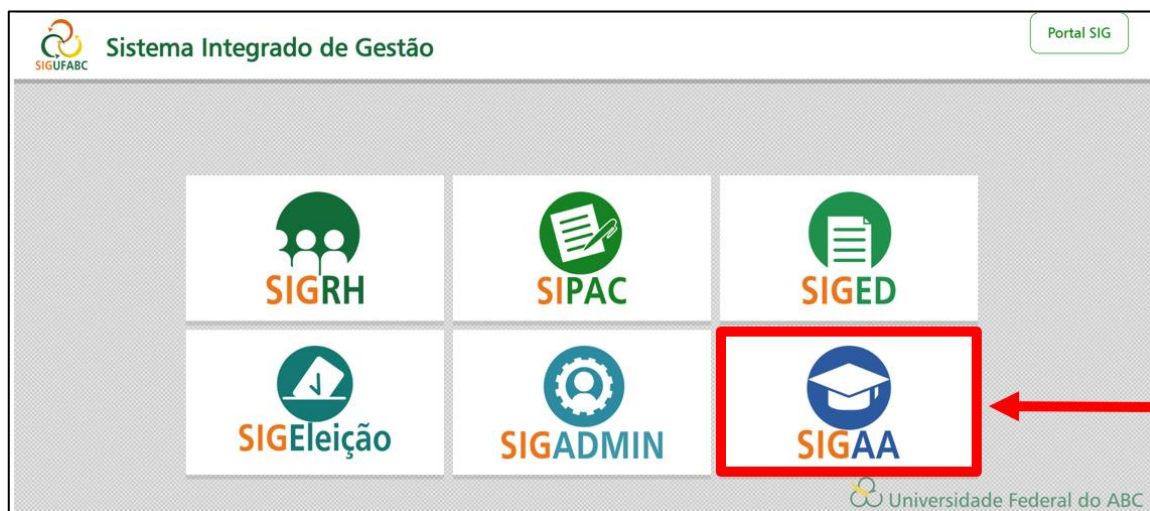 SIGUFABC
Sistema Integrado de Gestão
Portal SIG
SIGRH
SIPAC
SIGED
SIGEleição
SIGADMIN
SIGAA
Universidade Federal do ABC